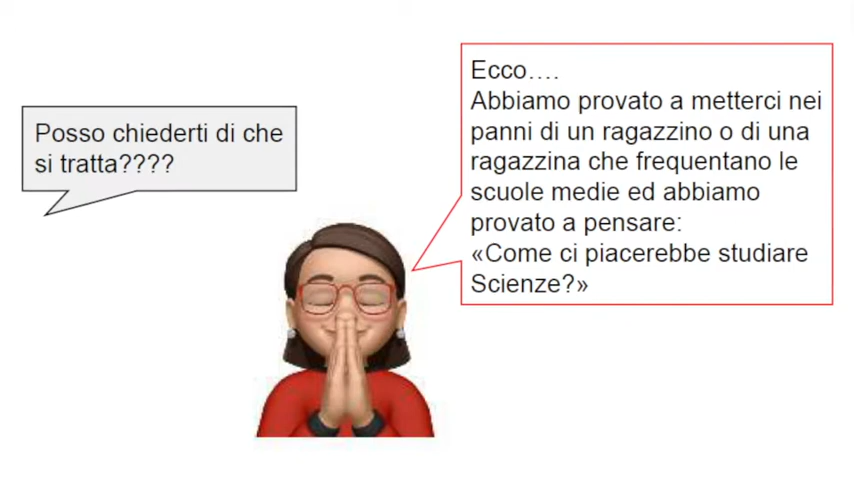 Posso chiederti di che
si tratta????
Ecco….
Abbiamo provato a metterci nei
panni di un ragazzino o di una
ragazzina che frequentano le
scuole medie ed abbiamo
provato a pensare:
«Come ci piacerebbe studiare
Scienze?»